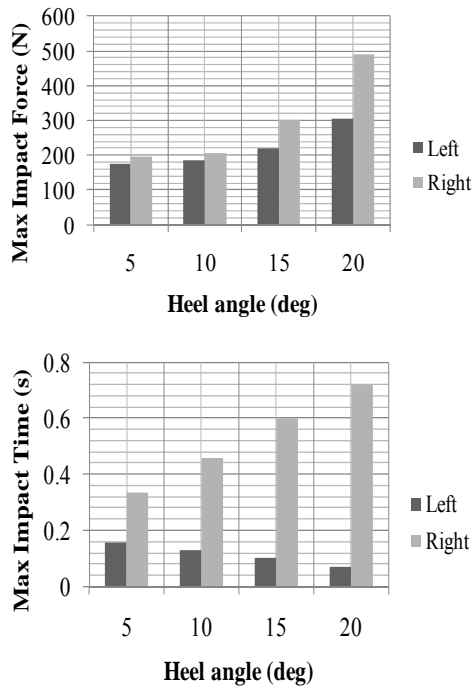 600
500
400
300
200
100
0
Max Impact Force (N)
5 10 15 20
Heel angle (deg)
Left
Right
0.8
0.6
0.4
0.2
0
Max Impact Time (s)
5 10 15 20
Heel angle (deg)
Left
Right